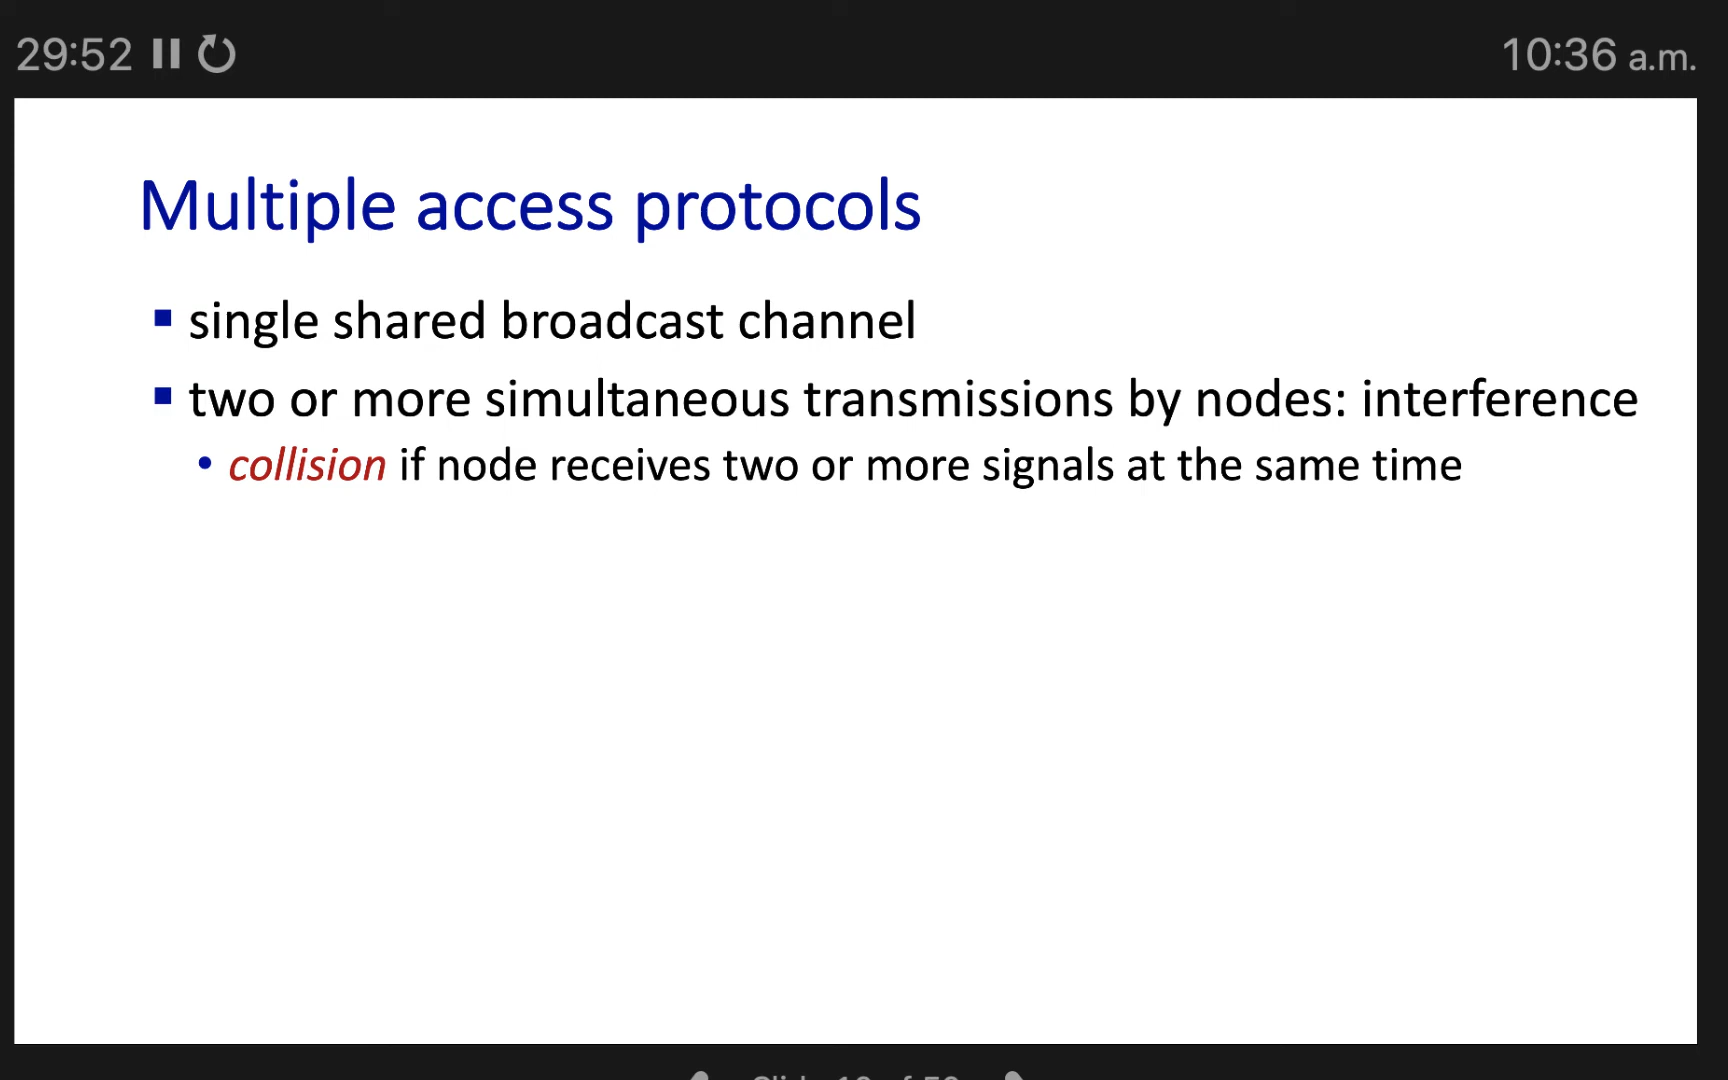 29:52
10:36 a.m.
Multiple access protocols
single shared broadcast channel
two or more simultaneous transmissions by nodes: interference
collision if node receives two or more signals at the same time